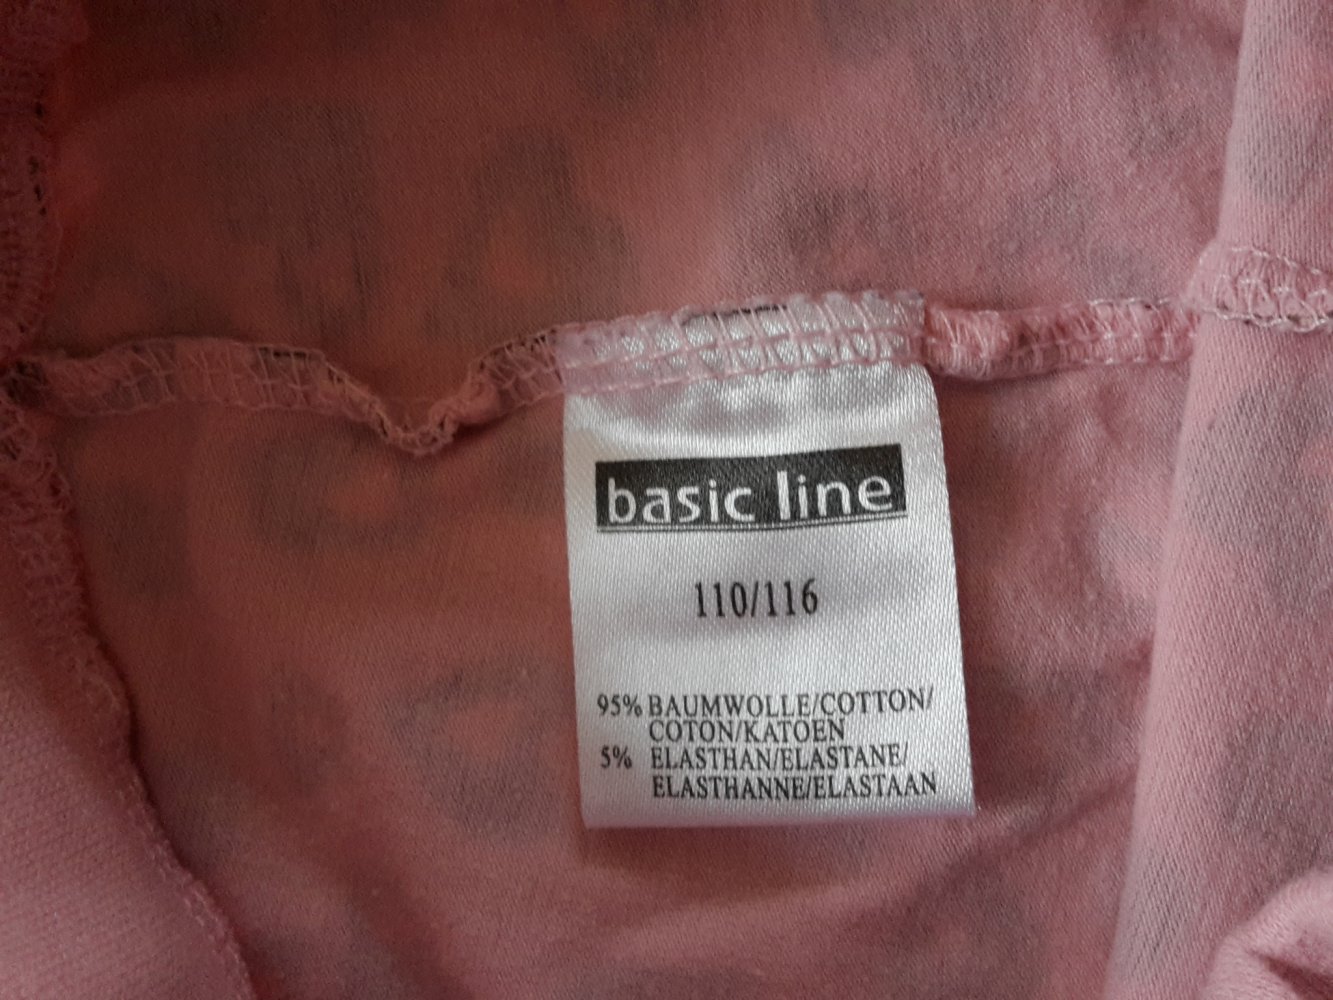 basic line
110/116
95% BAUMWOLLE/COTTON/
COTON/KATOEN
5% ELASTHAN/ELASTANE/
ELASTHANNE/ELASTAAN